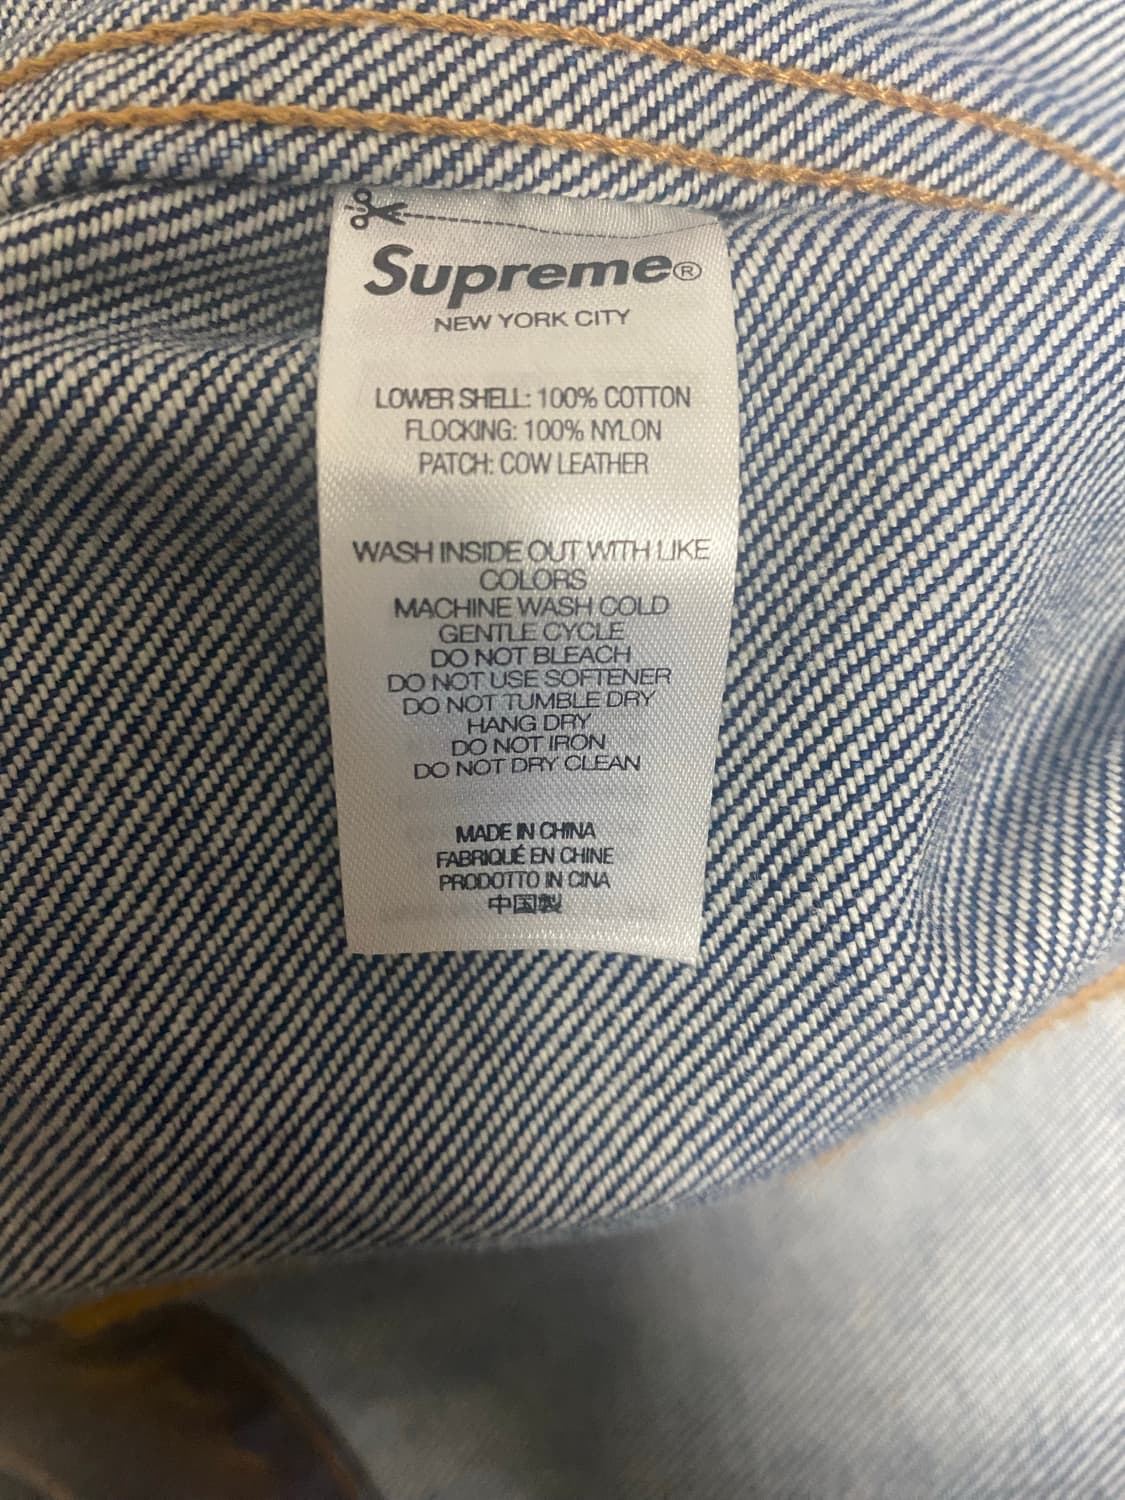 Supreme®
NEW YORK CITY
LOWER SHELL: 100% COTTON
FLOCKING: 100% NYLON
PATCH: COW LEATHER
WASH INSIDE OUT WITH LIKE
COLORS
MACHINE WASH COLD
GENTLE CYCLE
DO NOT BLEACH
DO NOT USE SOFTENER
DO NOT TUMBLE DRY
HANG DRY
DO NOT IRON
DO NOT DRY CLEAN
MADE IN CHINA
FABRIQUÉ EN CHINE
PRODOTTO IN CINA
中国製